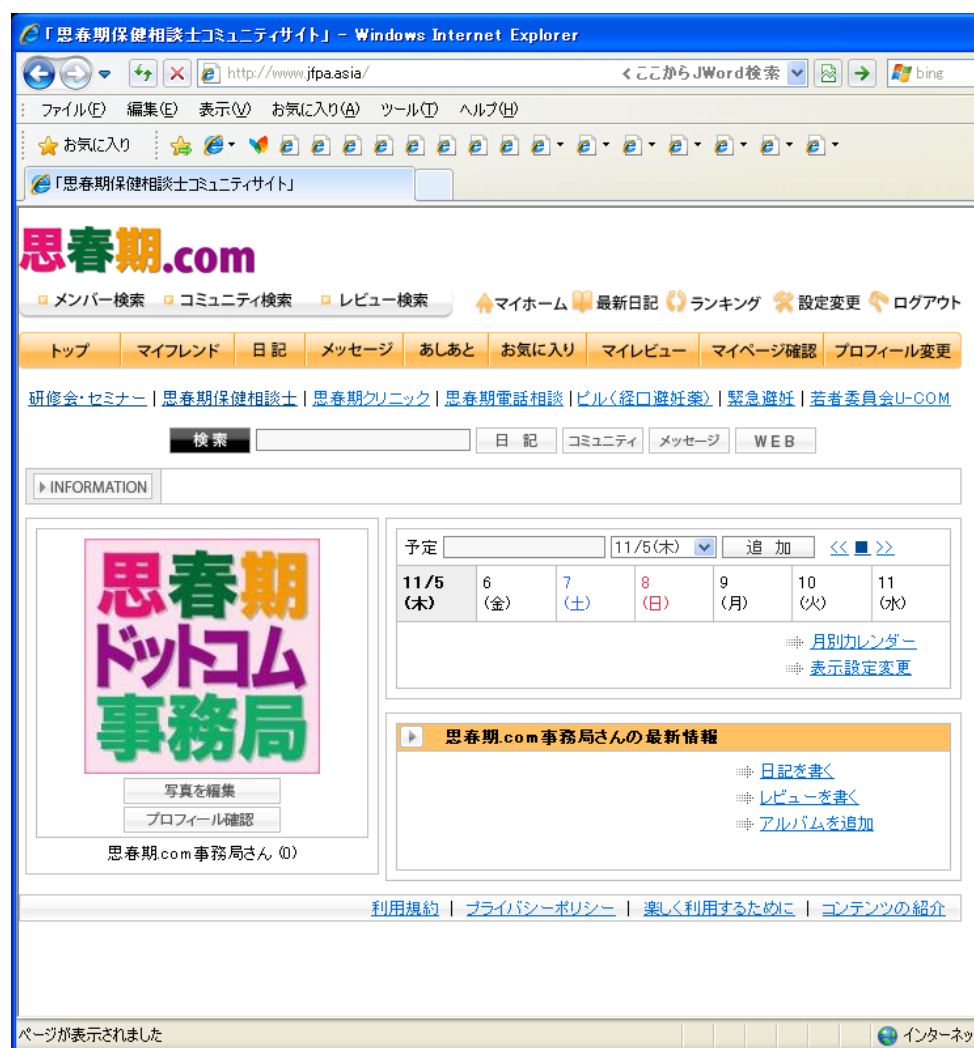 「思春期保健相談士コミュニティサイト」 - Windows Internet Explorer
http://www.jfpa.asia/ <ここからJWord検索 bing
ファイル(F) 編集(E) 表示(V) お気に入り(A) ツール(T) ヘルプ(H)
お気に入り
「思春期保健相談士コミュニティサイト」
思春期.com
メンバー検索 コミュニティ検索 レビュー検索 マイホーム 最新日記 ランキング 設定変更 ログアウト
トップ マイフレンド 日記 メッセージ あしあと お気に入り マイレビュー マイページ確認 プロフィール変更
研修会・セミナー | 思春期保健相談士 | 思春期クリニック | 思春期電話相談 | ピル(経口避妊薬) | 緊急避妊 | 若者委員会U-COM
検索 日記 コミュニティ メッセージ WEB
INFORMATION
思春期
ドットコム
事務局
写真を編集
プロフィール確認
思春期.com事務局さん (0)
予定 11/5(木) 追加 << ■ >>
11/5 6 7 8 9 10 11
(木) (金) (土) (日) (月) (火) (水)
月別カレンダー
表示設定変更
思春期.com事務局さんの最新情報
日記を書く
レビューを書く
アルバムを追加
利用規約 | プライバシーポリシー | 楽しく利用するために | コンテンツの紹介
ページが表示されました インターネッ